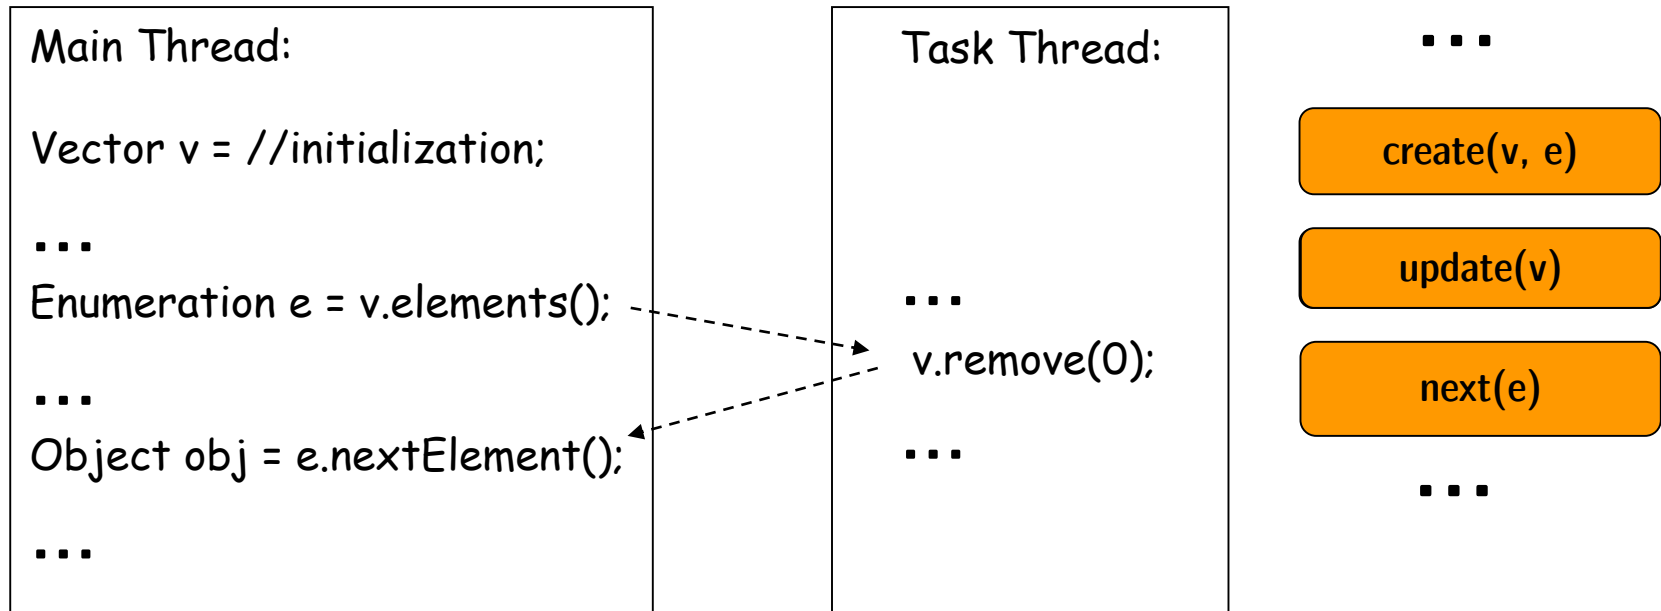 Main Thread:
Vector v = //initialization;
...
Enumeration e = v.elements();
...
Object obj = e.nextElement();
...
Task Thread:
...
v.remove(0);
...
...
create(v, e)
update(v)
next(e)
...